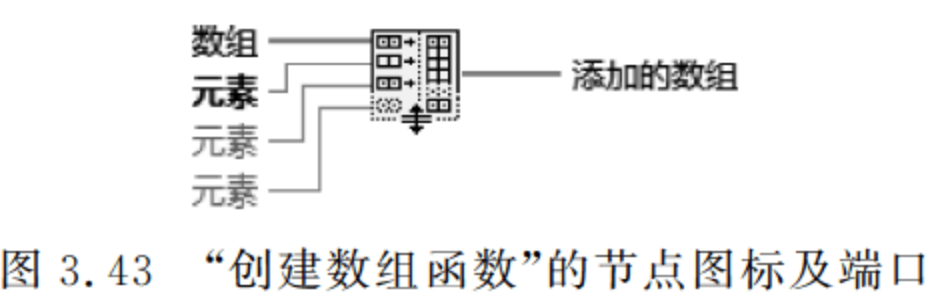 数组
元素
元素
元素
添加的数组
图 3.43 “创建数组函数”的节点图标及端口